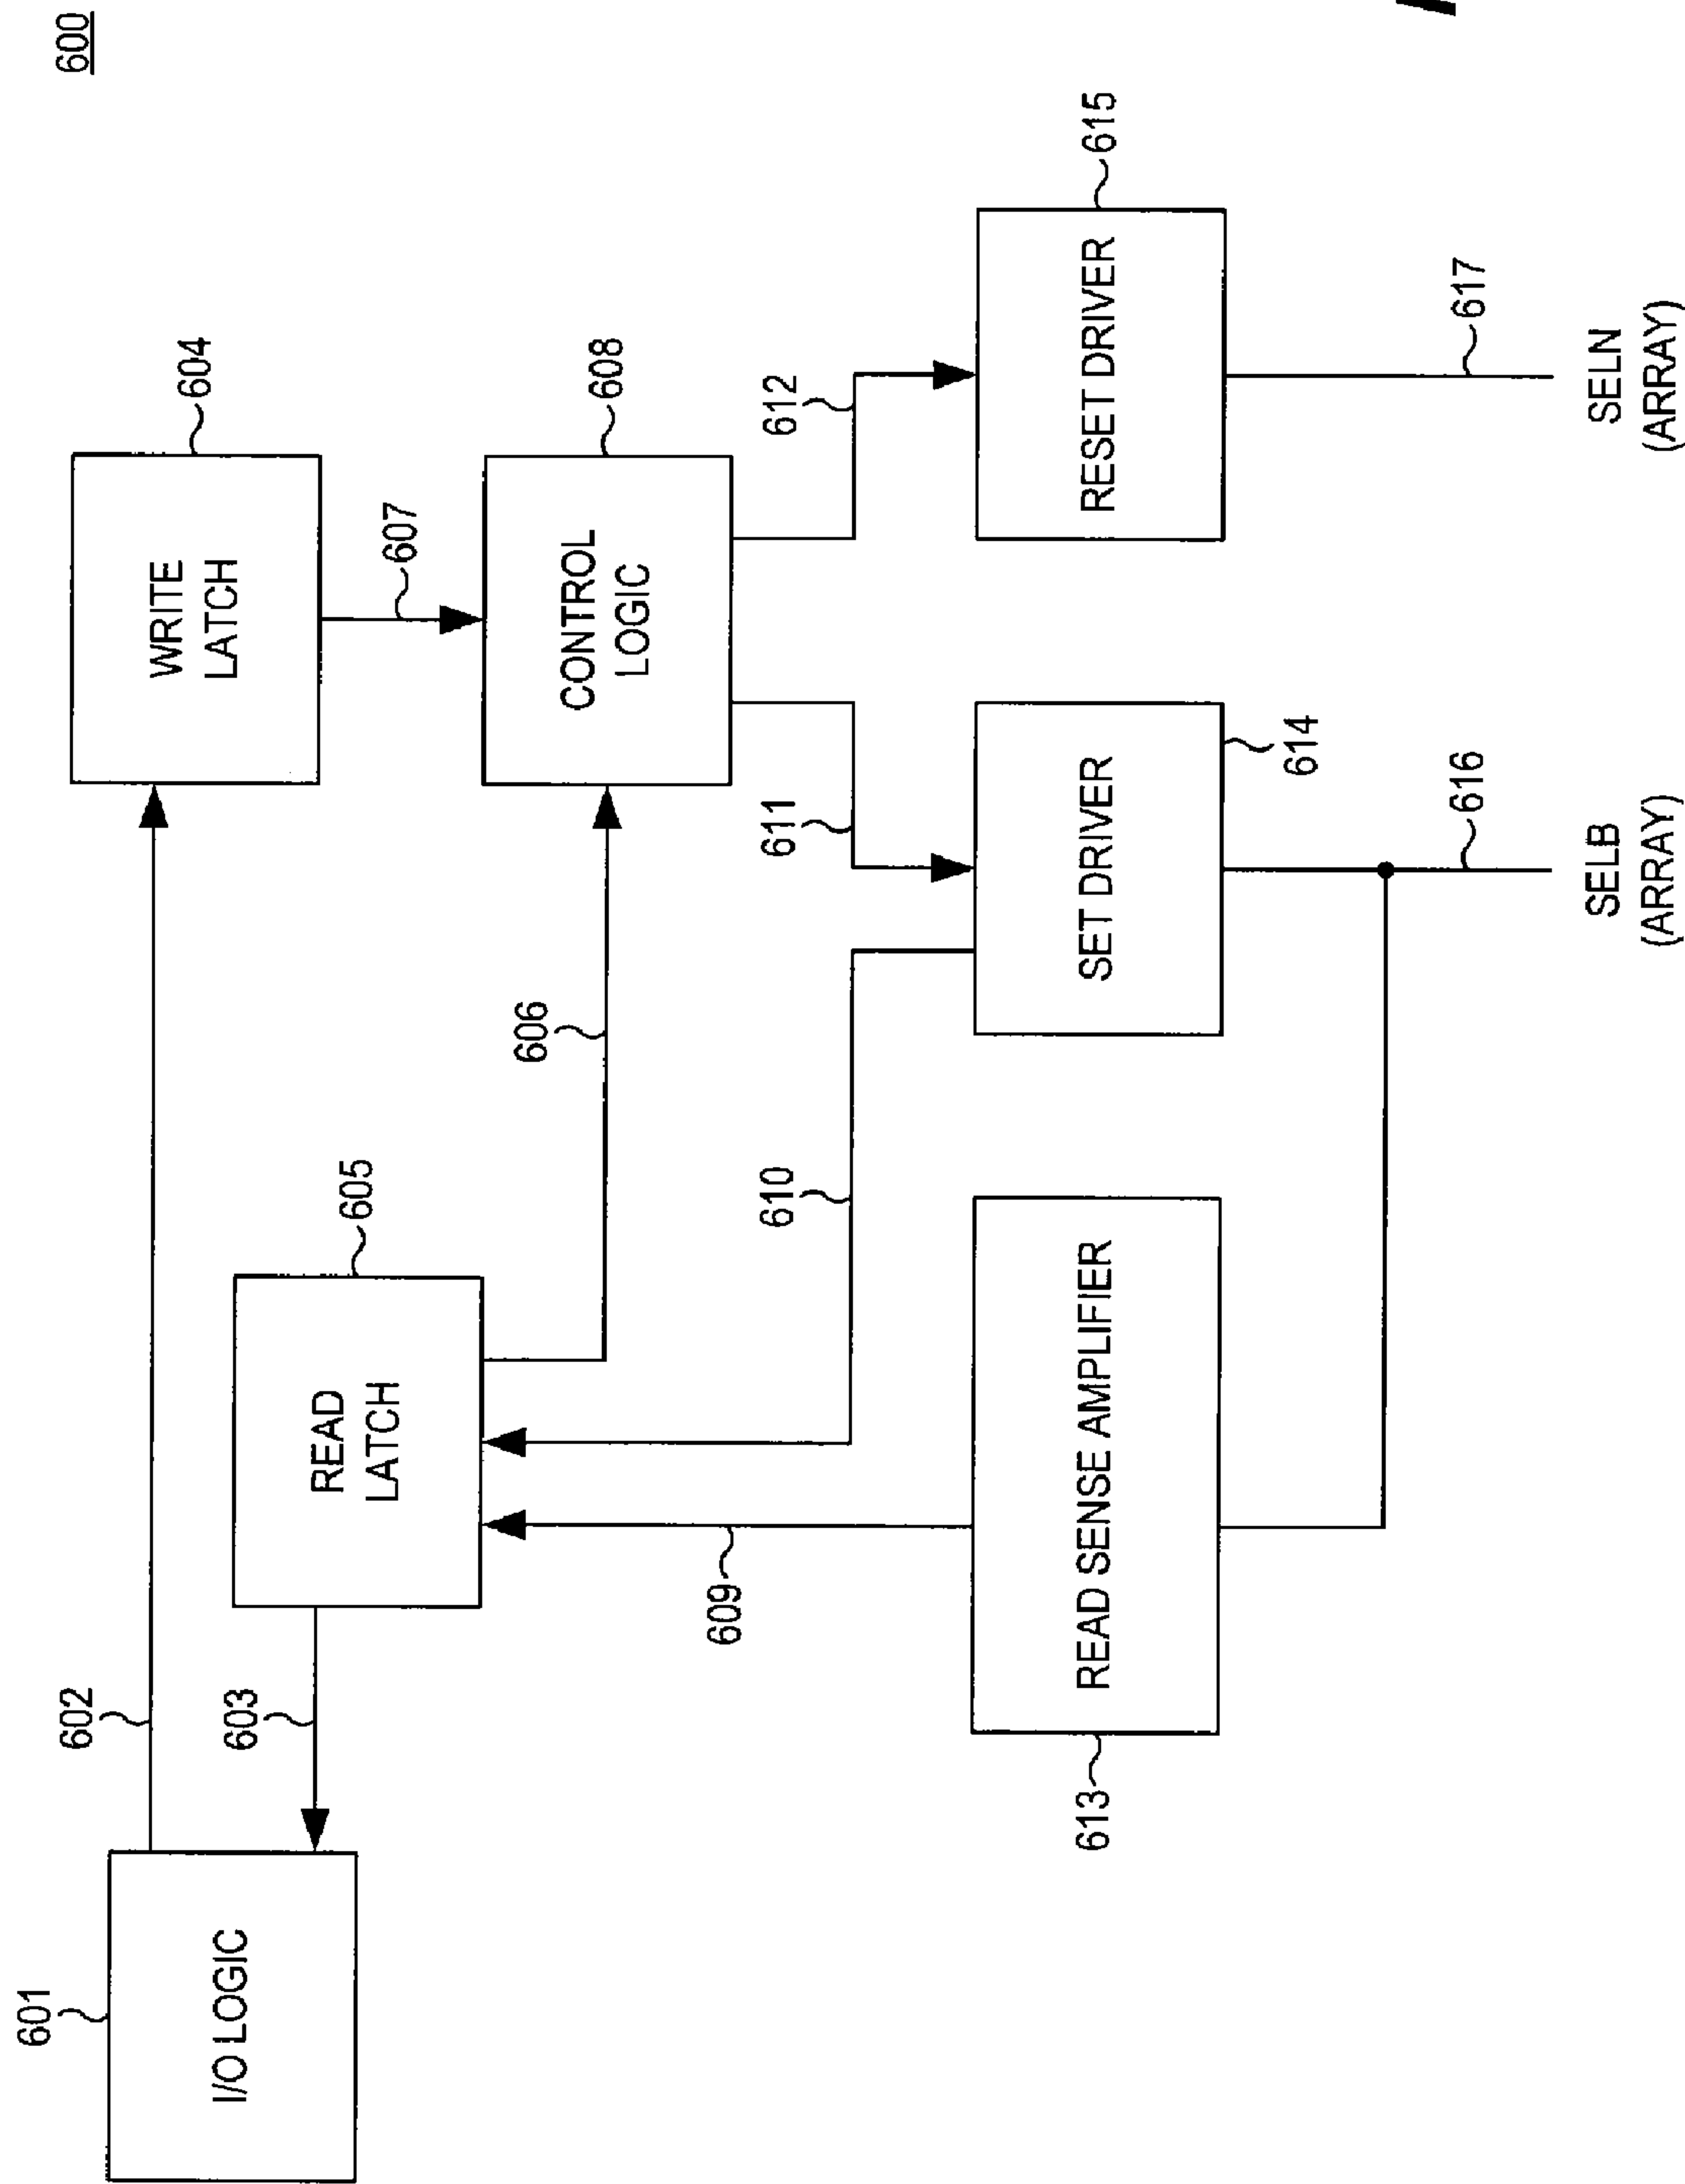 600
601
I/O LOGIC
602
603
WRITE
LATCH
604
READ
LATCH
605
606
607
CONTROL
LOGIC
608
609
610
611
612
READ SENSE AMPLIFIER
613
SET DRIVER
614
RESET DRIVER
615
616
617
SELB
(ARRAY)
SELN
(ARRAY)